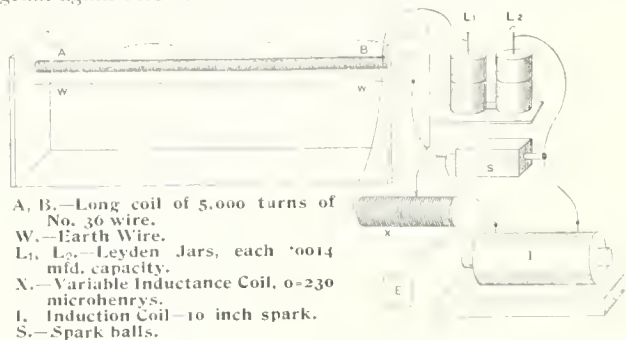 L₁ L₂
A B
W W
S
X
I
E
A, B.—Long coil of 5,000 turns of
No. 36 wire.
W.—Earth Wire.
L₁, L₂.—Leyden Jars, each ·0014
mfd. capacity.
X.—Variable Inductance Coil, 0=230
microhenrys.
I. Induction Coil—10 inch spark.
S.—Spark balls.